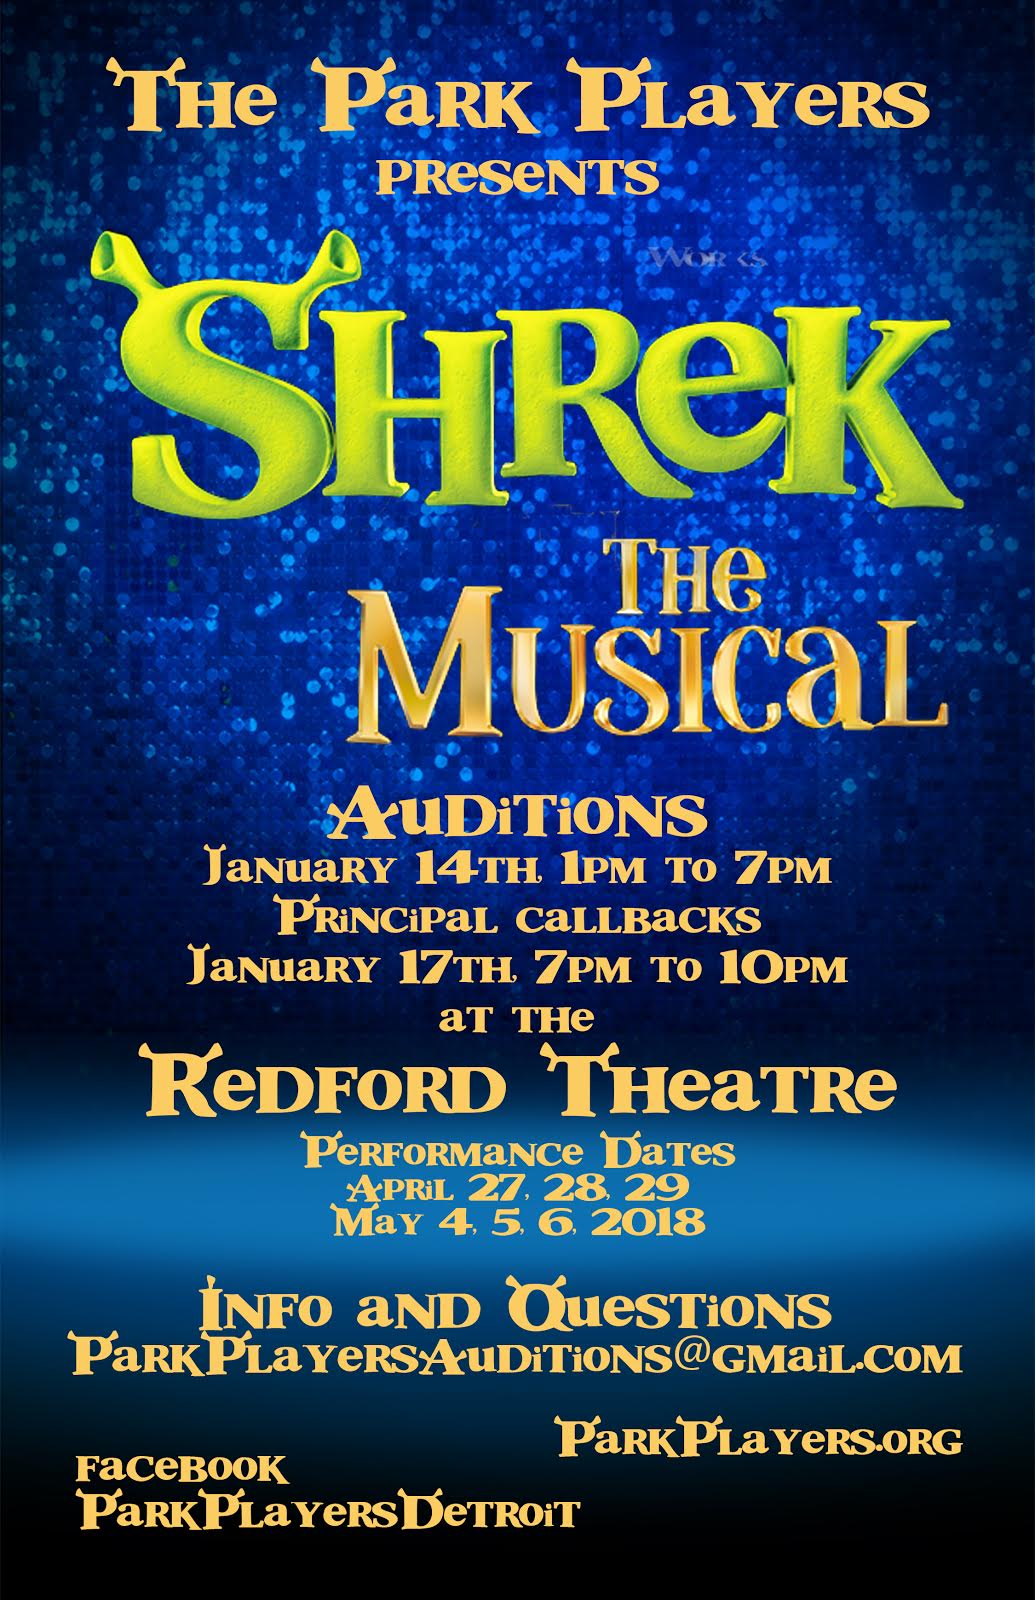 The Park Players
presents
Works
Shrek
The
Musical
Auditions
January 14th, 1pm to 7pm
Principal callbacks
January 17th, 7pm to 10pm
at the
Redford Theatre
Performance Dates
April 27, 28, 29
May 4, 5, 6, 2018
Info and Questions
ParkPlayersAuditions@gmail.com
ParkPlayers.org
facebook
ParkPlayersDetroit